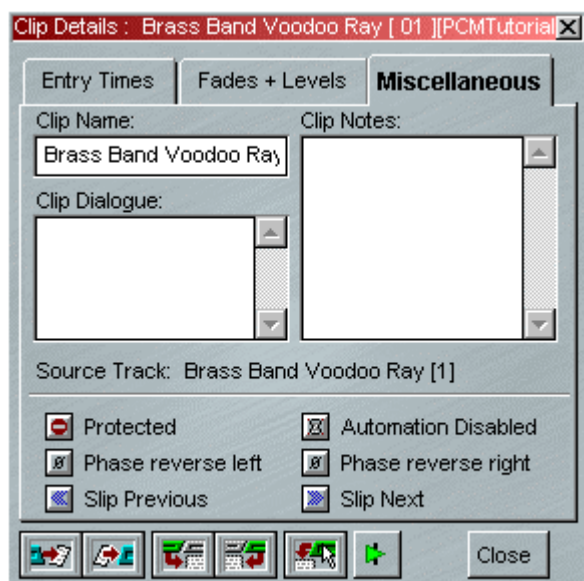 Clip Details : Brass Band Voodoo Ray [ 01 ][PCMTutorial
Entry Times
Fades + Levels
Miscellaneous
Clip Name:
Brass Band Voodoo Ray
Clip Notes:
Clip Dialogue:
Source Track: Brass Band Voodoo Ray [1]
Protected
Automation Disabled
Phase reverse left
Phase reverse right
Slip Previous
Slip Next
Close